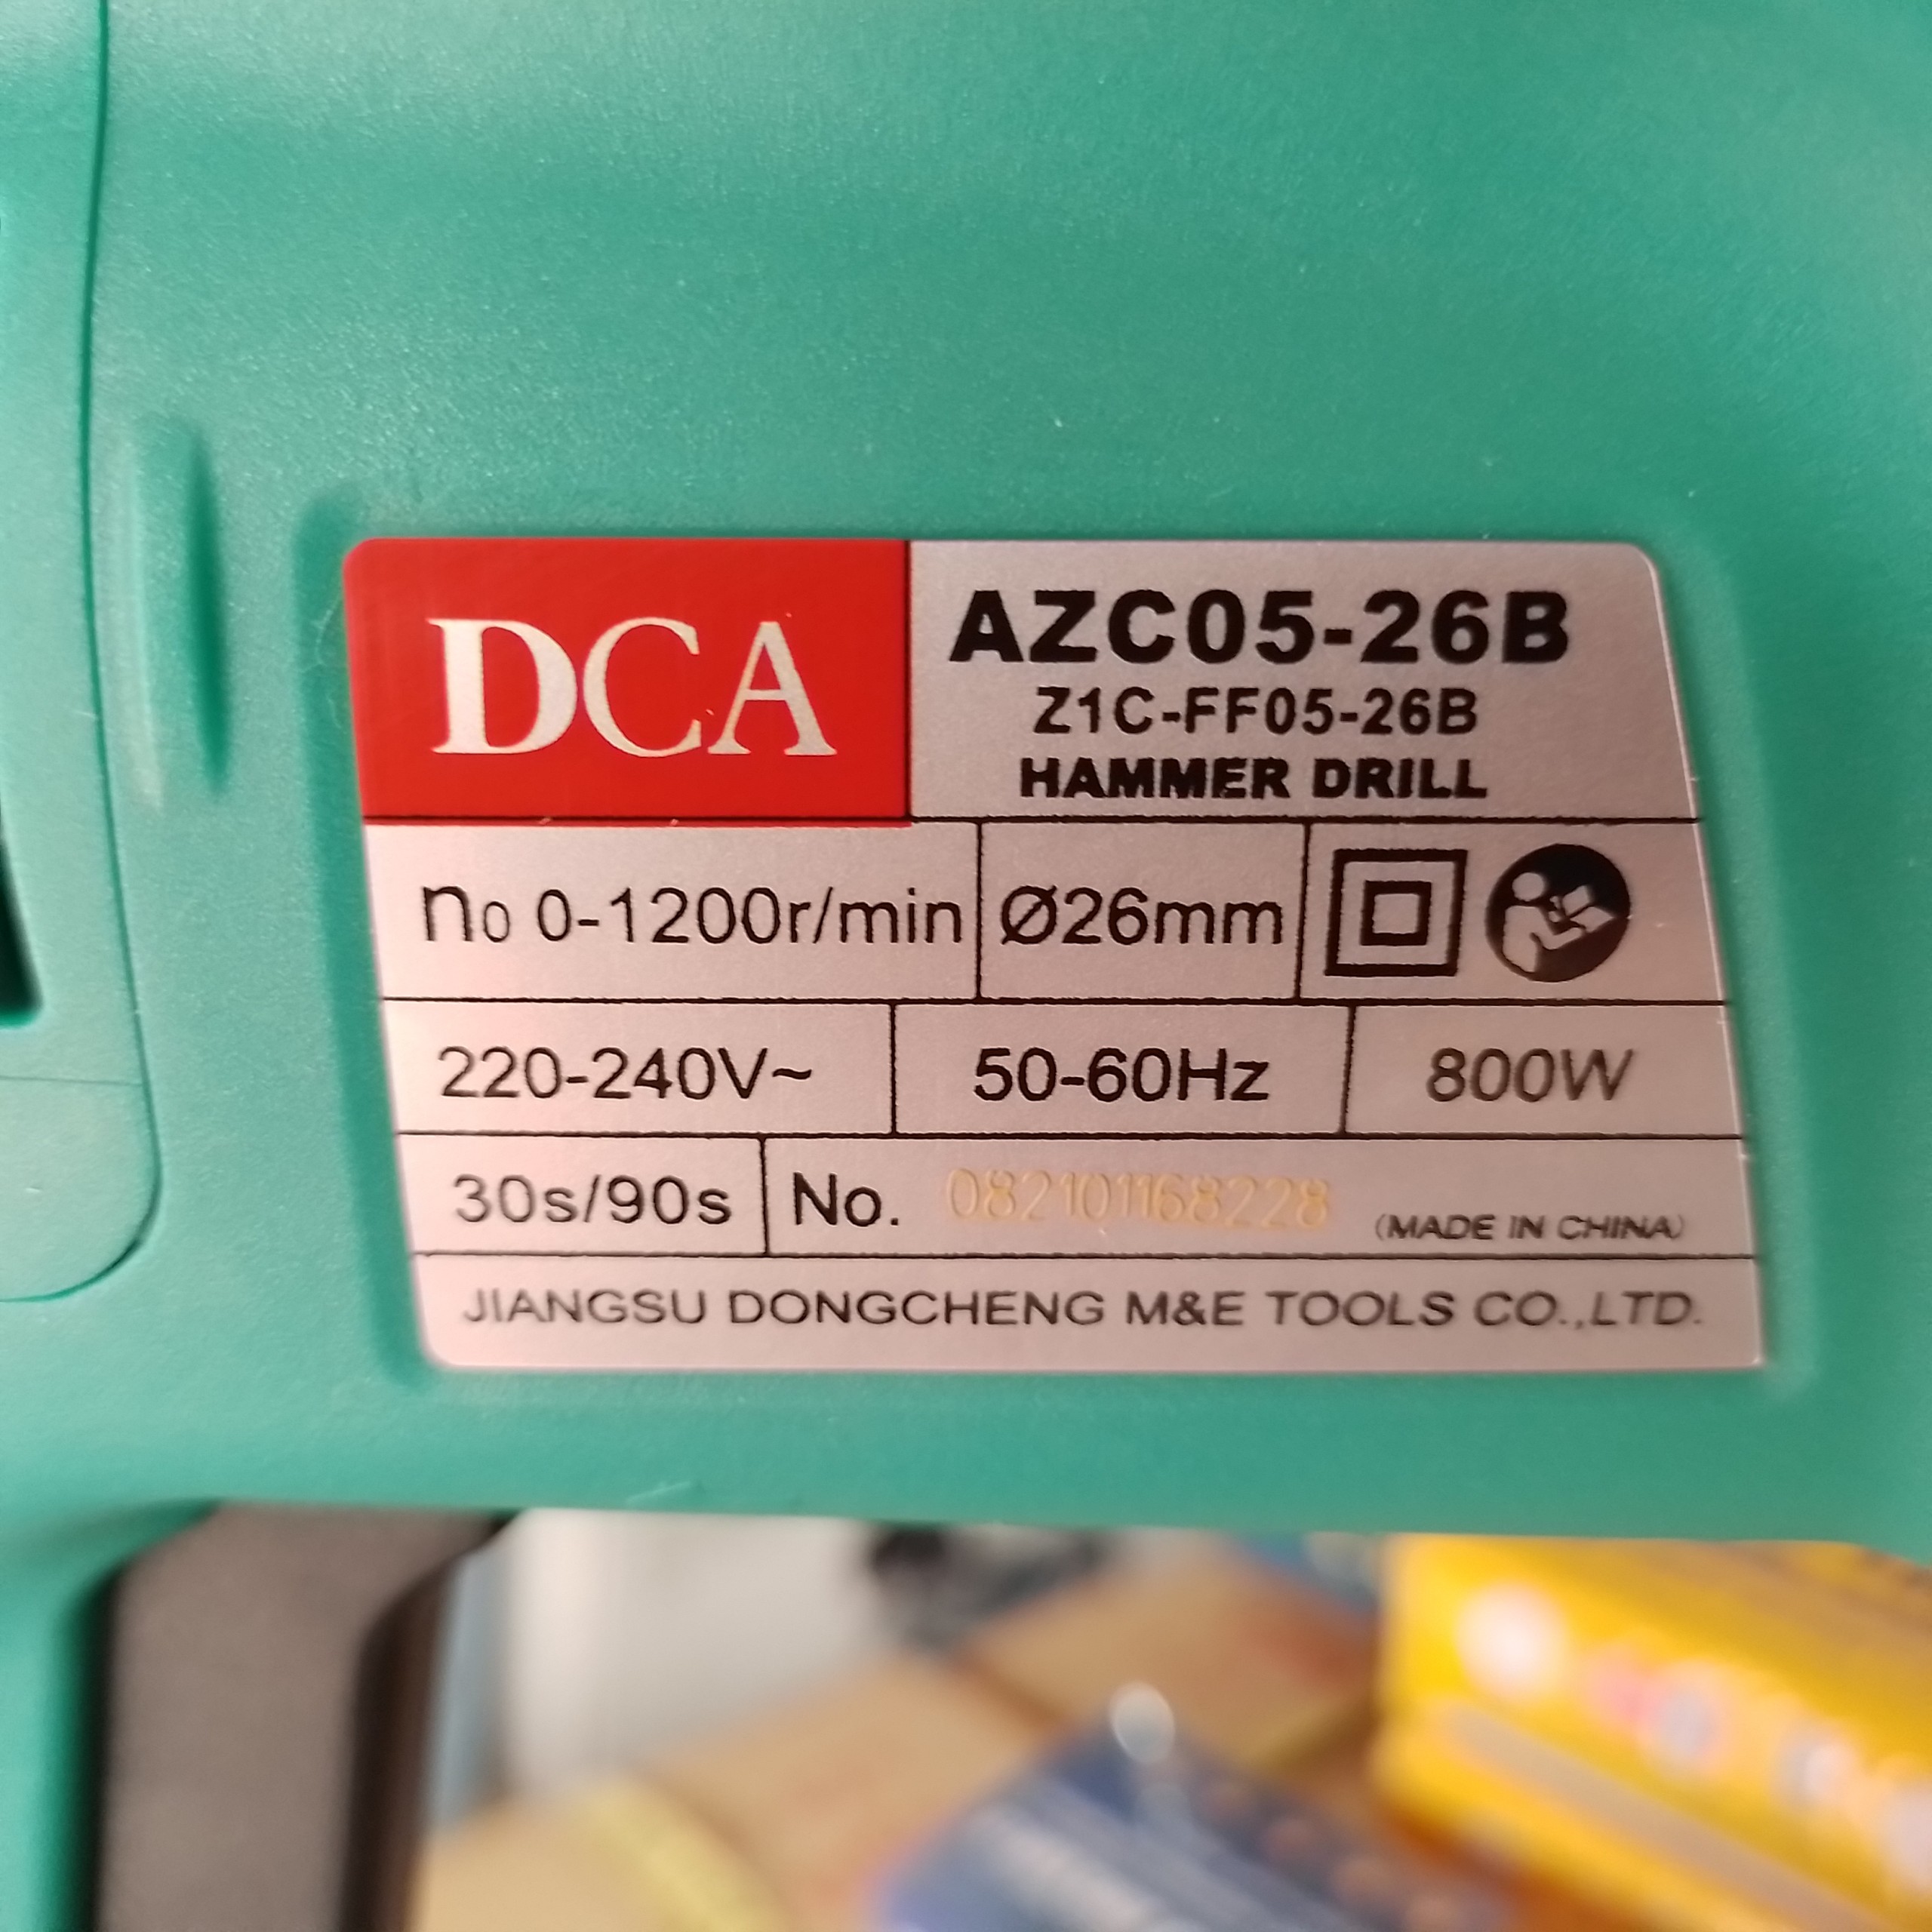 DCA
AZC05-26B
Z1C-FF05-26B
HAMMER DRILL
n0 0-1200r/min Ø26mm
220-240V~ 50-60Hz 800W
30s/90s No. 082101168228 (MADE IN CHINA)
JIANGSU DONGCHENG M&E TOOLS CO.,LTD.